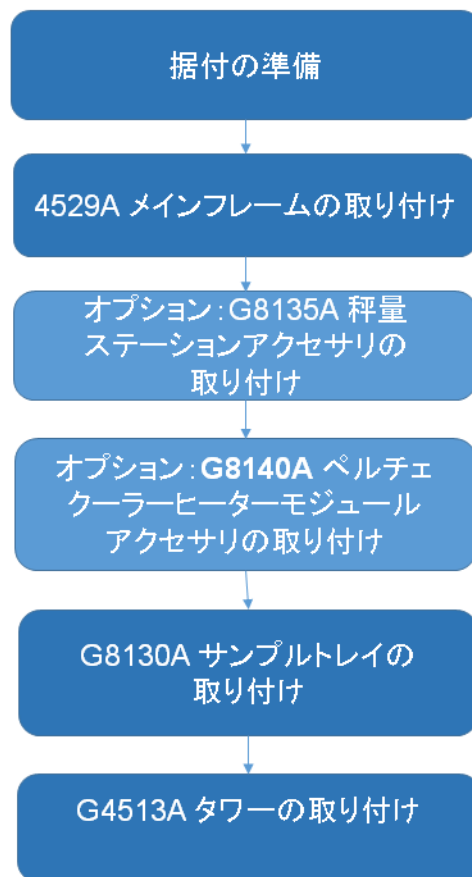 据付の準備
4529A メインフレームの取り付け
オプション：G8135A 秤量
ステーションアクセサリの
取り付け
オプション：G8140A ペルチェ
クーラーヒーターモジュール
アクセサリの取り付け
G8130A サンプルトレイの
取り付け
G4513A タワーの取り付け